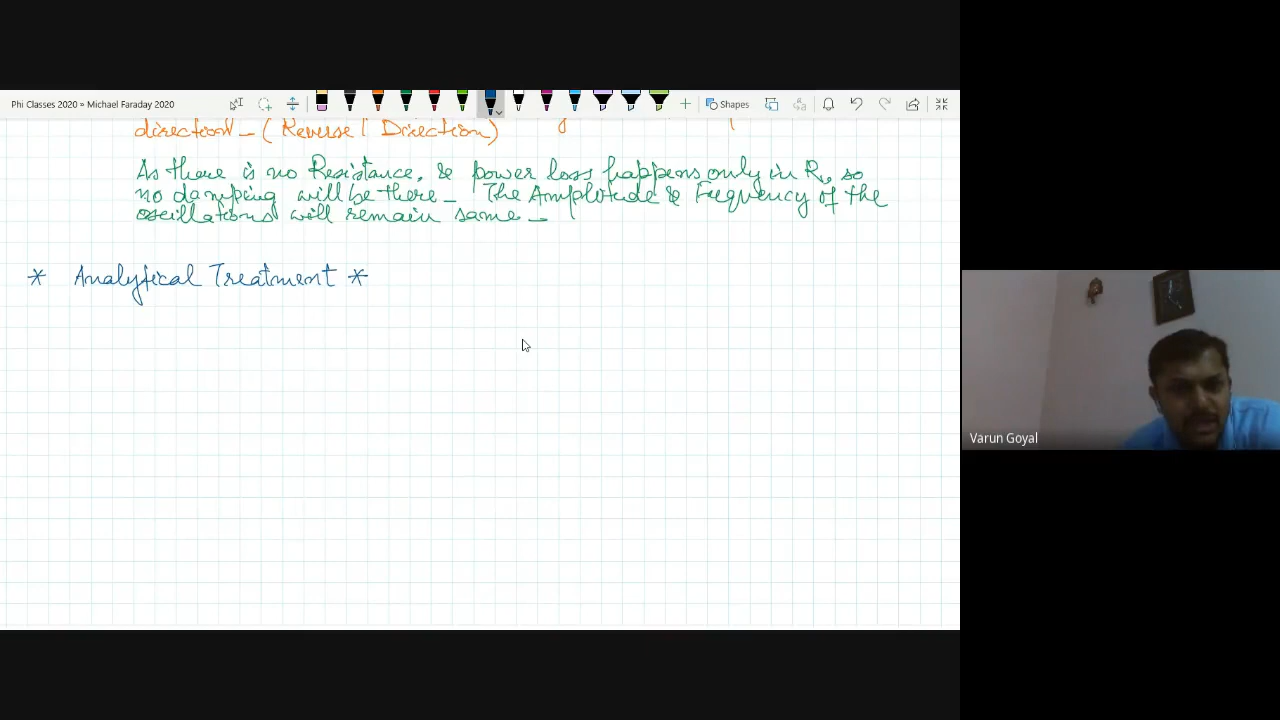 Phi Classes 2020 » Michael Faraday 2020
Shapes
direction - (Reverse Direction)
As there is no Resistance, & power loss happens only in R, so
no damping will be there - The Amplitude & Frequency of the
oscillations will remain same -
* Analytical Treatment *
Varun Goyal